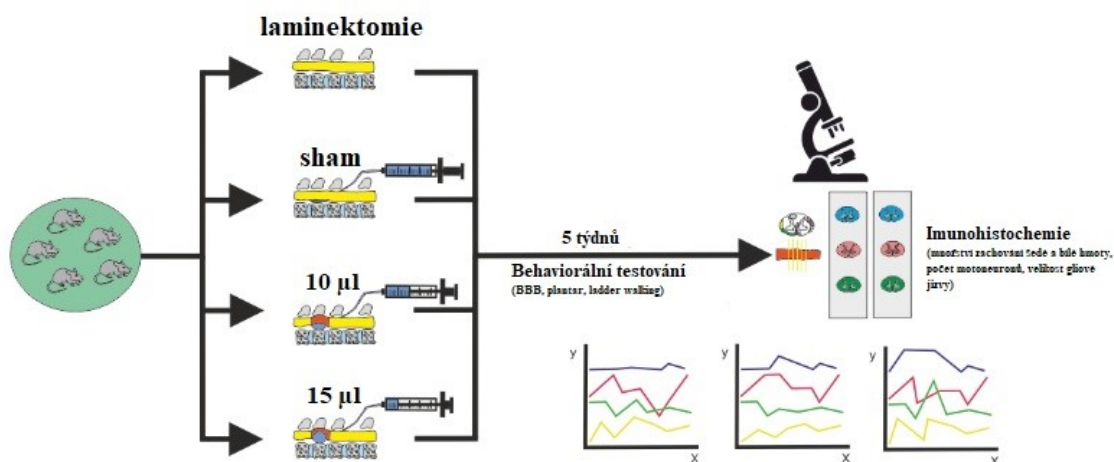 laminektomie
sham
10 µl
15 µl
5 týdnů
Behaviorální testování
(BBB, plantar, ladder walking)
Imunohistochemie
(množství zachování šedé a bílé hmoty,
počet motoneuronů, velikost gliové
jizvy)
y
x
y
x
y
x